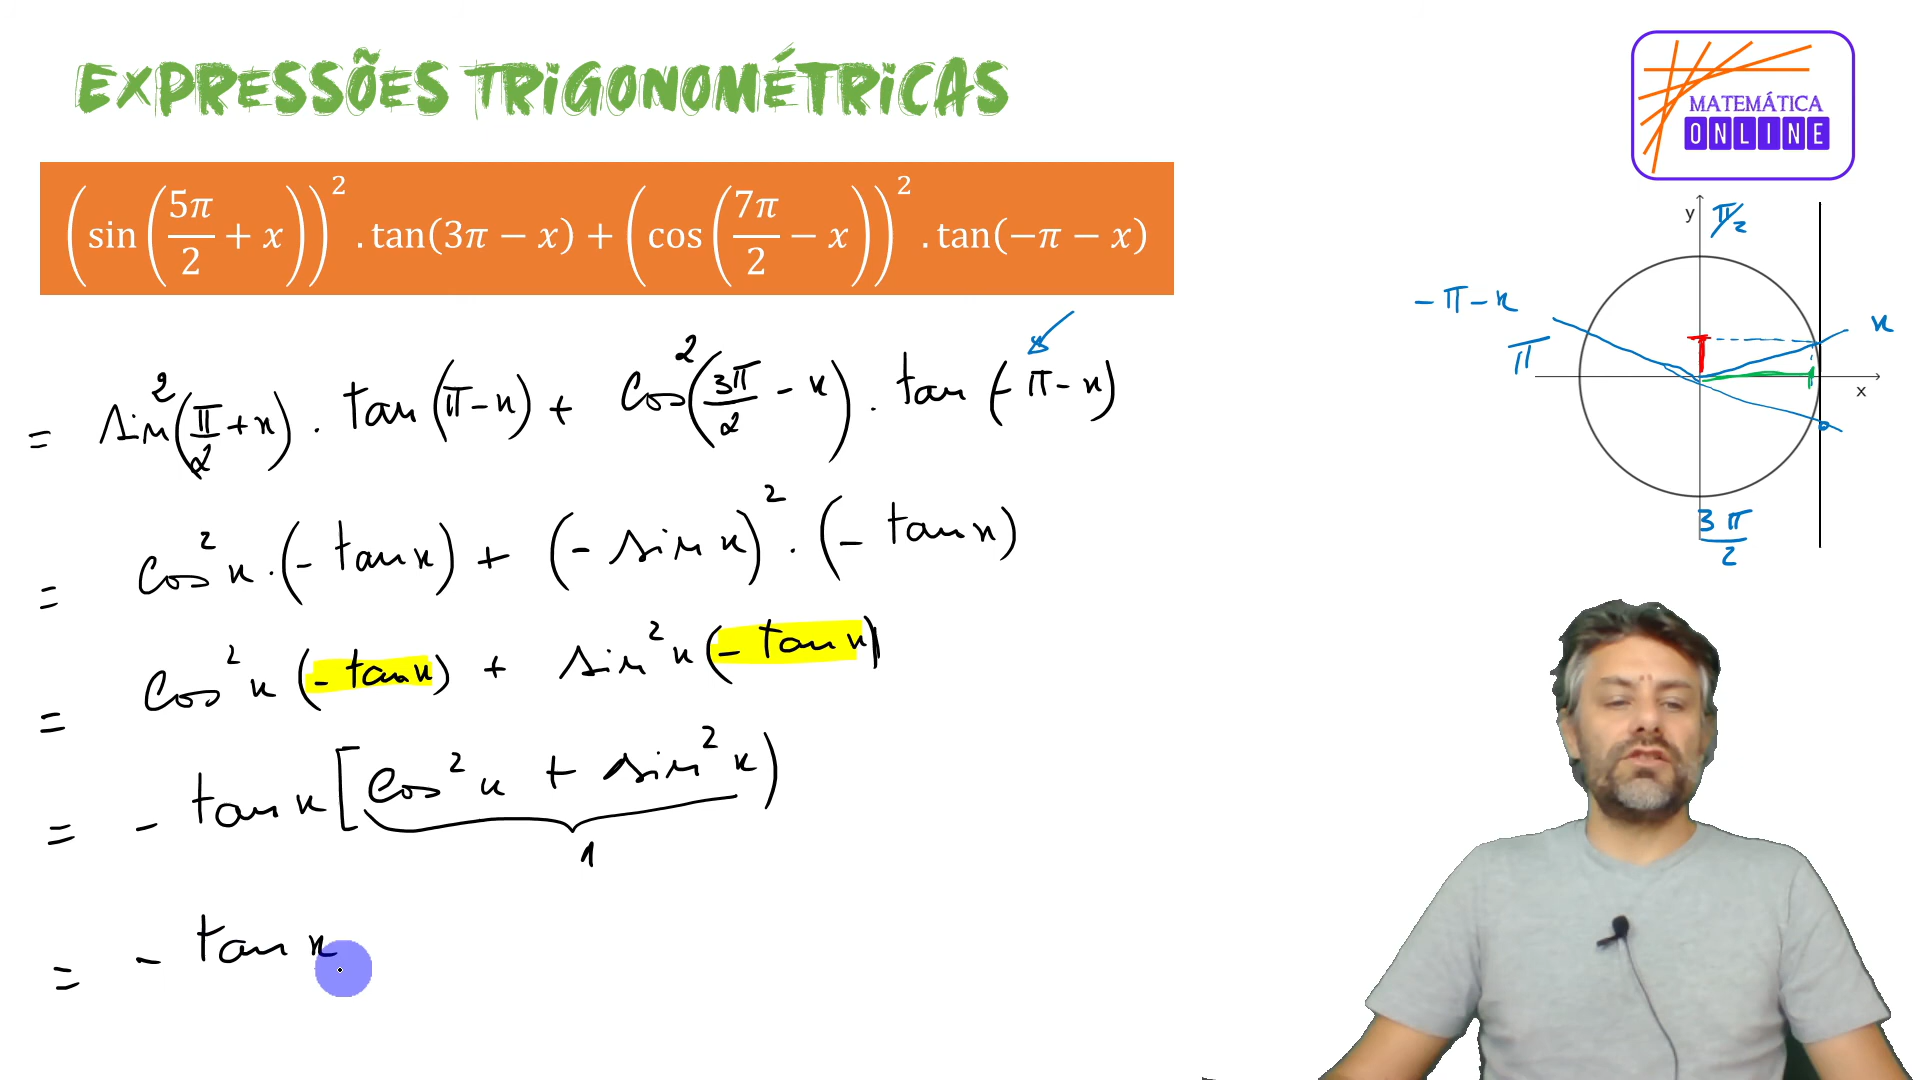 EXPRESSÕES TRIGONOMÉTRICAS
MATEMÁTICA
ONLINE
(sin(5π/2 + x))² . tan(3π − x) + (cos(7π/2 − x))² . tan(−π − x)
= sin²(π/2 + x) . tan(π − x) + cos²(3π/2 − x) . tan(−π − x)
= cos²x . (− tan x) + (− sin x)² . (− tan x)
= cos²x (− tan x) + sin²x (− tan x)
= − tan x [cos²x + sin²x)
1
= − tan x
y π/2
−π−x
x
π
x
3π/2